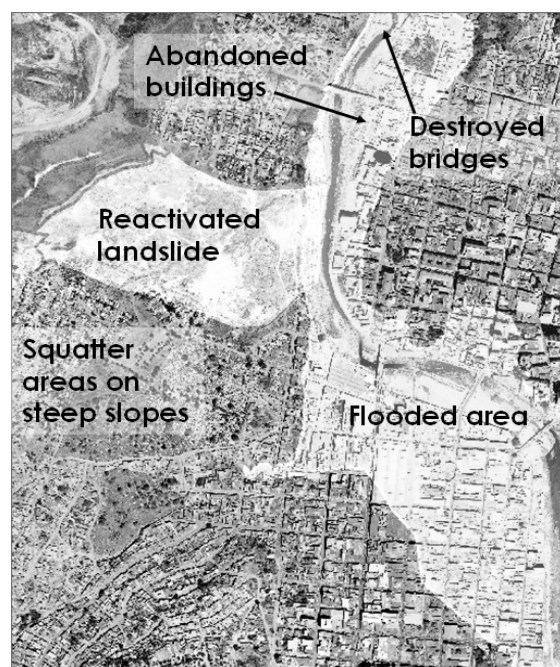 Abandoned
buildings
Destroyed
bridges
Reactivated
landslide
Squatter
areas on
steep slopes
Flooded area